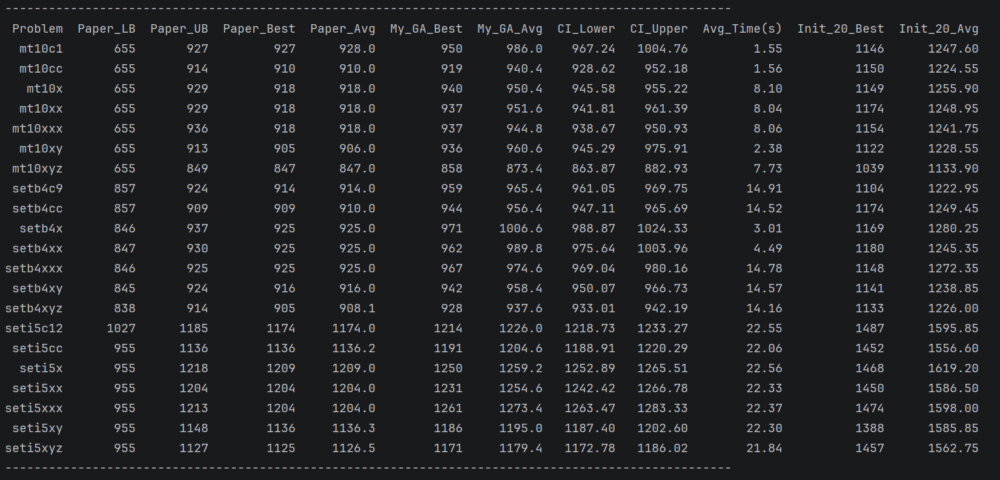 ----------------------------------------------------------------------------------------------------
Problem Paper_LB Paper_UB Paper_Best Paper_Avg My_GA_Best My_GA_Avg CI_Lower CI_Upper Avg_Time(s) Init_20_Best Init_20_Avg
mt10c1 655 927 927 928.0 950 986.0 967.24 1004.76 1.55 1146 1247.60
mt10cc 655 914 910 910.0 919 940.4 928.62 952.18 1.56 1150 1224.55
mt10x 655 929 918 918.0 940 950.4 945.58 955.22 8.10 1149 1255.90
mt10xx 655 929 918 918.0 937 951.6 941.81 961.39 8.04 1174 1248.95
mt10xxx 655 936 918 918.0 937 944.8 938.67 950.93 8.06 1154 1241.75
mt10xy 655 913 905 906.0 936 960.6 945.29 975.91 2.38 1122 1228.55
mt10xyz 655 849 847 847.0 858 873.4 863.87 882.93 7.73 1039 1133.90
setb4c9 857 924 914 914.0 959 965.4 961.05 969.75 14.91 1104 1222.95
setb4cc 857 909 909 910.0 944 956.4 947.11 965.69 14.52 1174 1249.45
setb4x 846 937 925 925.0 971 1006.6 988.87 1024.33 3.01 1169 1280.25
setb4xx 847 930 925 925.0 962 989.8 975.64 1003.96 4.49 1180 1245.35
setb4xxx 846 925 925 925.0 967 974.6 969.04 980.16 14.78 1148 1272.35
setb4xy 845 924 916 916.0 942 958.4 950.07 966.73 14.57 1141 1238.85
setb4xyz 838 914 905 908.1 928 937.6 933.01 942.19 14.16 1133 1226.00
seti5c12 1027 1185 1174 1174.0 1214 1226.0 1218.73 1233.27 22.55 1487 1595.85
seti5cc 955 1136 1136 1136.2 1191 1204.6 1188.91 1220.29 22.06 1452 1556.60
seti5x 955 1218 1209 1209.0 1250 1259.2 1252.89 1265.51 22.56 1468 1619.20
seti5xx 955 1204 1204 1204.0 1231 1254.6 1242.42 1266.78 22.33 1450 1586.50
seti5xxx 955 1213 1204 1204.0 1261 1273.4 1263.47 1283.33 22.37 1474 1598.00
seti5xy 955 1148 1136 1136.3 1186 1195.0 1187.40 1202.60 22.30 1388 1585.85
seti5xyz 955 1127 1125 1126.5 1171 1179.4 1172.78 1186.02 21.84 1457 1562.75
----------------------------------------------------------------------------------------------------